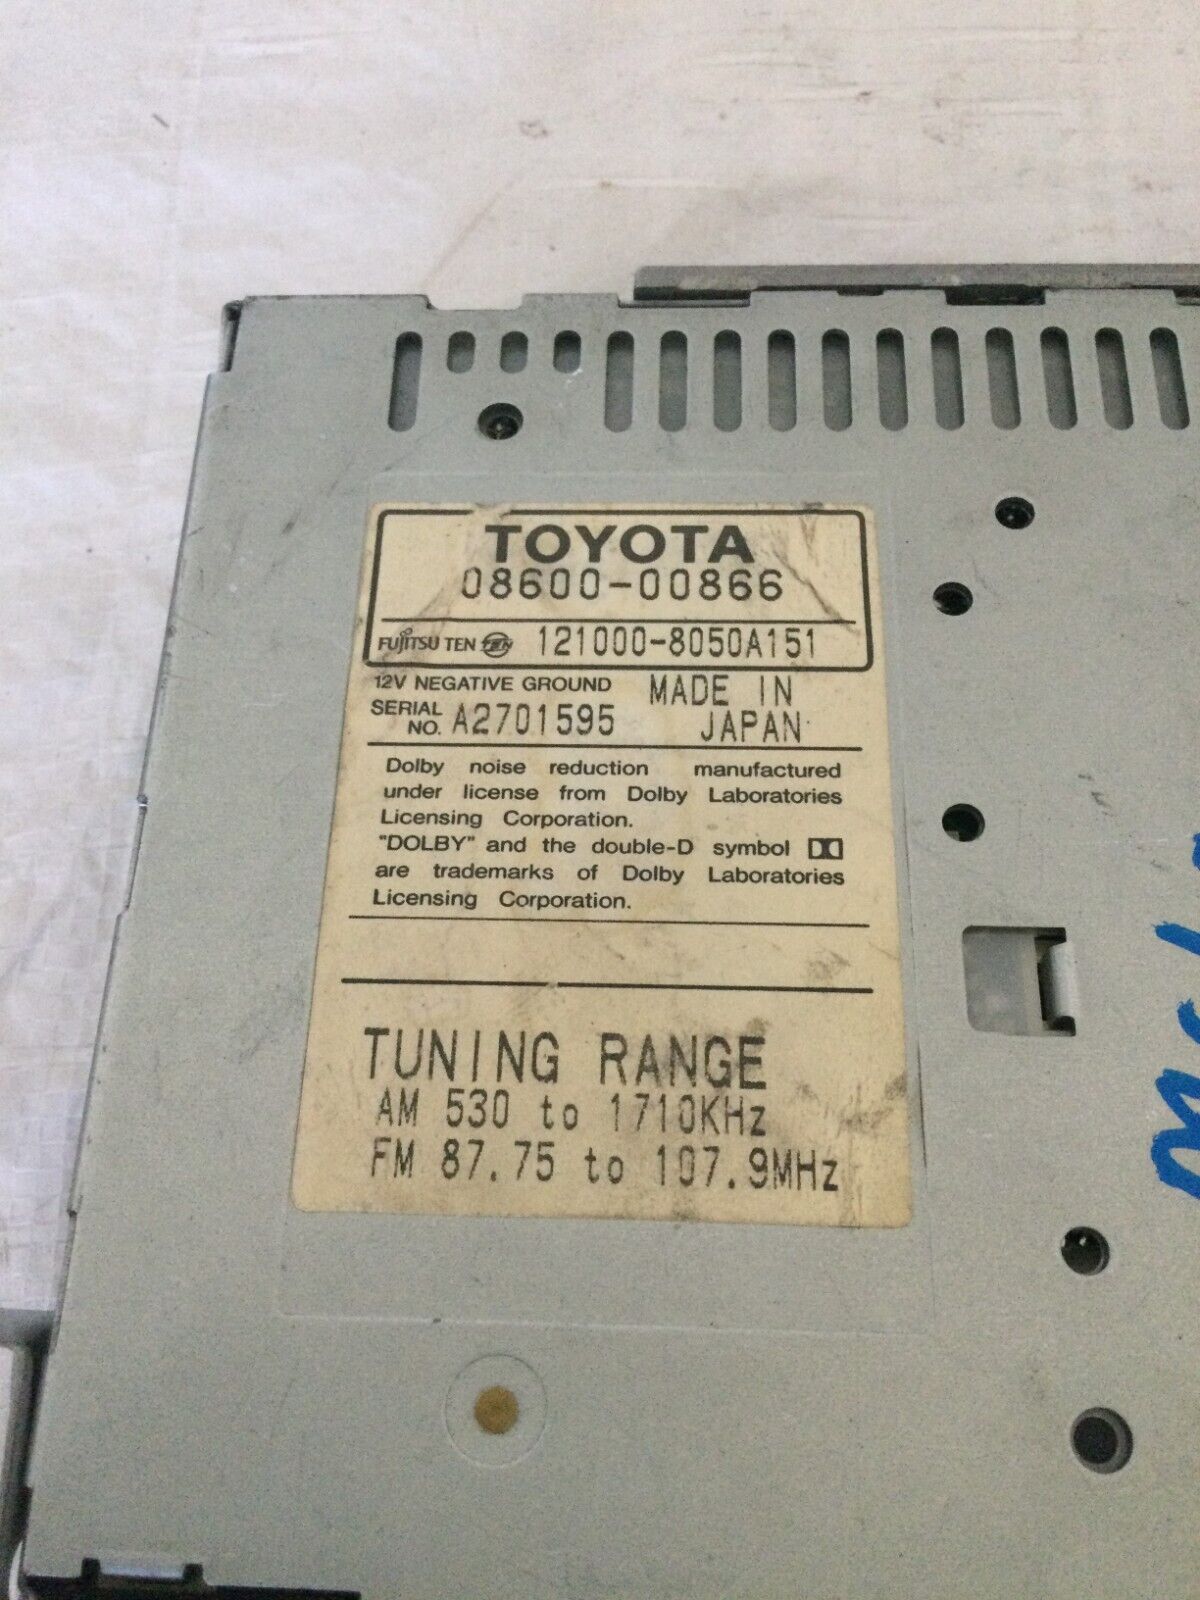 TOYOTA
08600-00866
FUJITSU TEN TEN 121000-8050A151
12V NEGATIVE GROUND MADE IN
SERIAL NO. A2701595 JAPAN
Dolby noise reduction manufactured
under license from Dolby Laboratories
Licensing Corporation.
"DOLBY" and the double-D symbol
are trademarks of Dolby Laboratories
Licensing Corporation.
TUNING RANGE
AM 530 to 1710KHz
FM 87.75 to 107.9MHz